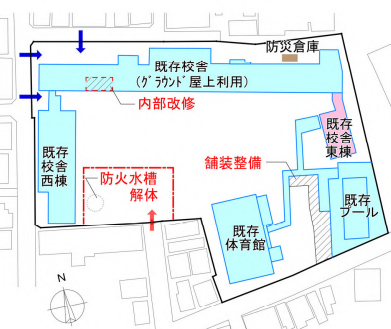 防災倉庫
既存校舎
(グラウンド屋上利用)
内部改修
既存
校舎
東棟
既存
校舎
西棟
防火水槽
解体
舗装整備
既存
体育館
既存
プール
N